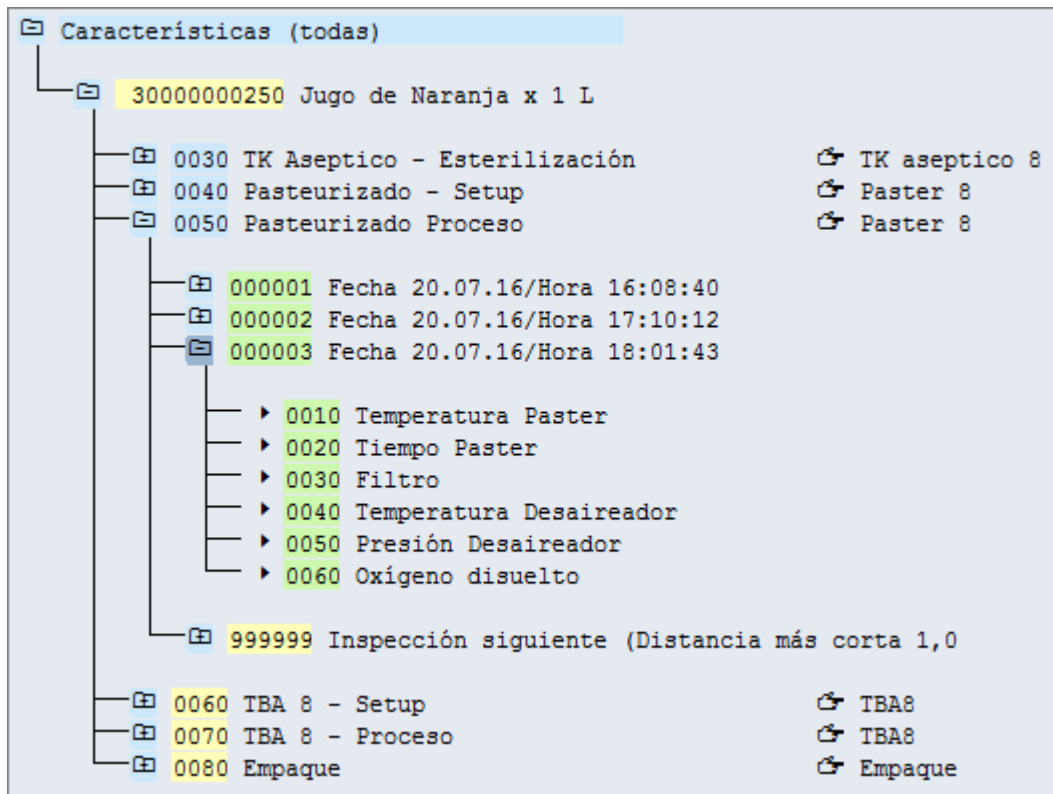 Características (todas)
30000000250 Jugo de Naranja x 1 L
0030 TK Aseptico - Esterilización TK aseptico 8
0040 Pasteurizado - Setup Paster 8
0050 Pasteurizado Proceso Paster 8
000001 Fecha 20.07.16/Hora 16:08:40
000002 Fecha 20.07.16/Hora 17:10:12
000003 Fecha 20.07.16/Hora 18:01:43
0010 Temperatura Paster
0020 Tiempo Paster
0030 Filtro
0040 Temperatura Desaireador
0050 Presión Desaireador
0060 Oxígeno disuelto
999999 Inspección siguiente (Distancia más corta 1,0
0060 TBA 8 - Setup TBA8
0070 TBA 8 - Proceso TBA8
0080 Empaque Empaque